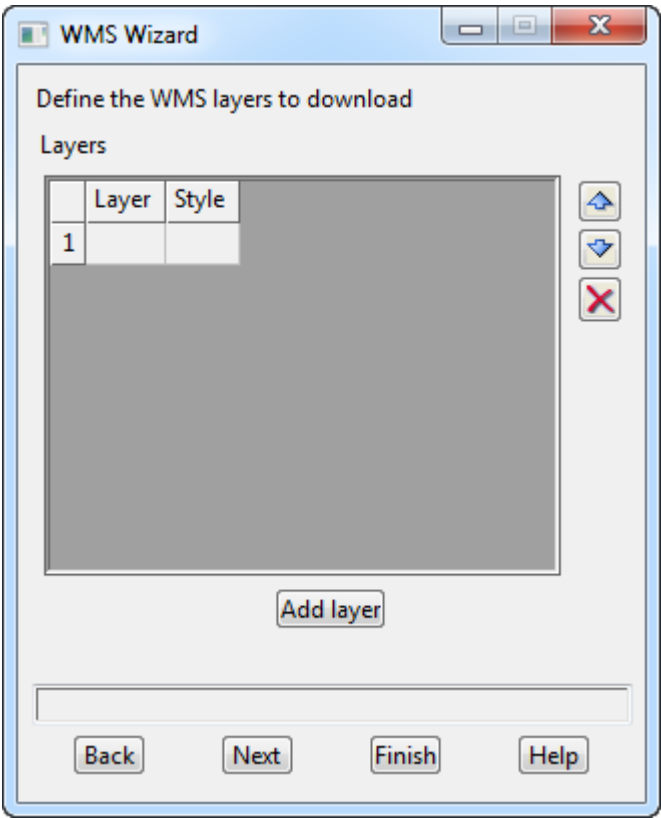 WMS Wizard
Define the WMS layers to download
Layers
Layer Style
1
Add layer
Back Next Finish Help